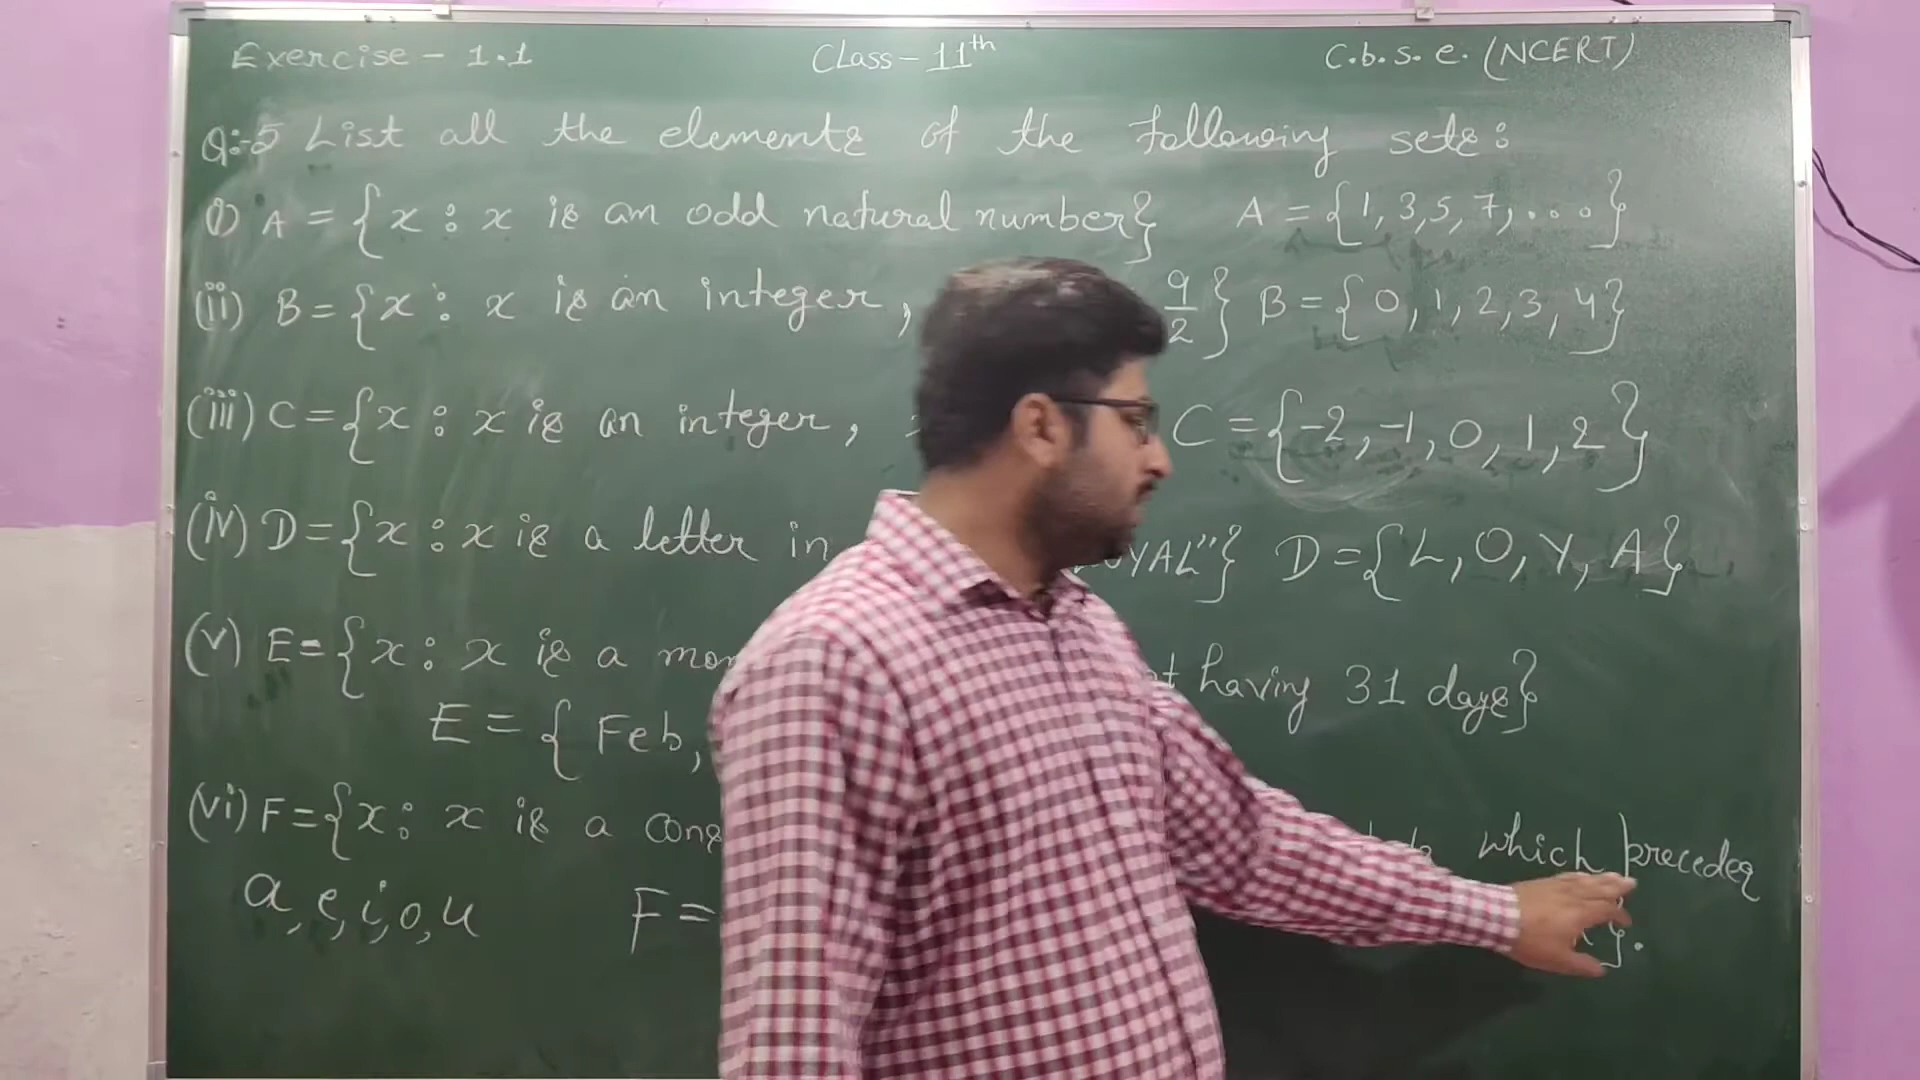 Exercise - 1.1 Class - 11th C.b.s.e. (NCERT)
Q:-5 List all the elements of the following sets:
(i) A = {x : x is an odd natural number} A = {1, 3, 5, 7, ...}
(ii) B = {x : x is an integer, 9/2} B = {0, 1, 2, 3, 4}
(iii) C = {x : x is an integer, C = {-2, -1, 0, 1, 2}
(iv) D = {x : x is a letter in OYAL"} D = {L, O, Y, A}
(v) E = {x : x is a having 31 days}
E = {Feb,
(vi) F = {x : x is a which precedes
a, e, i, o, u F = }.